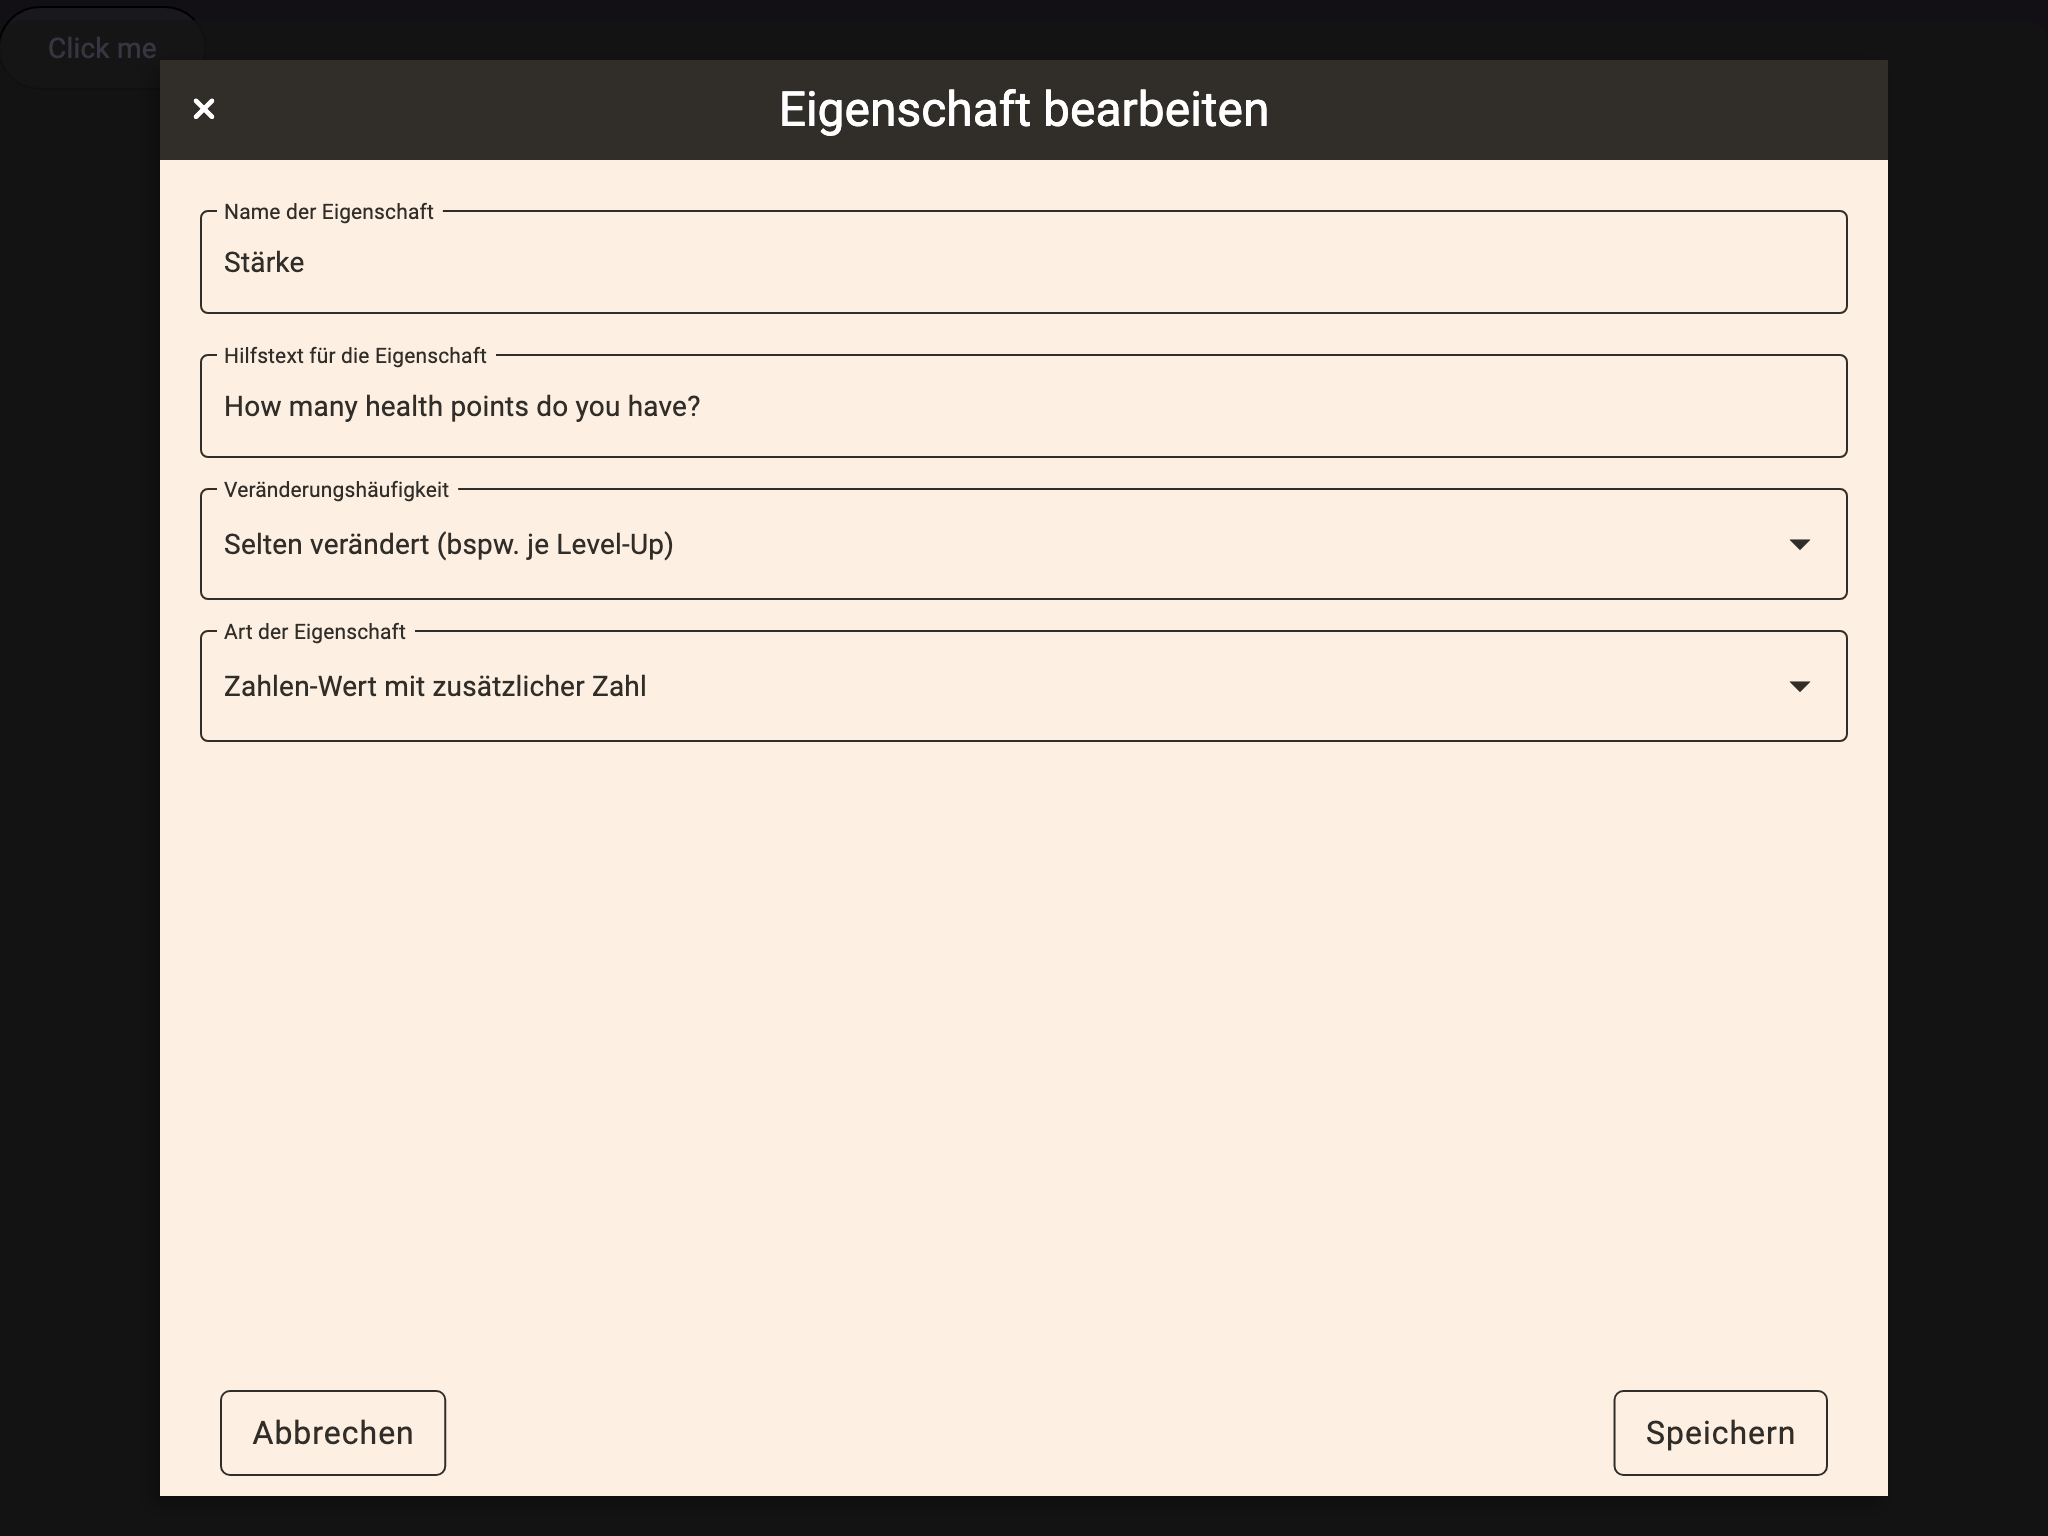 Click me
Eigenschaft bearbeiten
Name der Eigenschaft
Stärke
Hilfstext für die Eigenschaft
How many health points do you have?
Veränderungshäufigkeit
Selten verändert (bspw. je Level-Up)
Art der Eigenschaft
Zahlen-Wert mit zusätzlicher Zahl
Abbrechen
Speichern